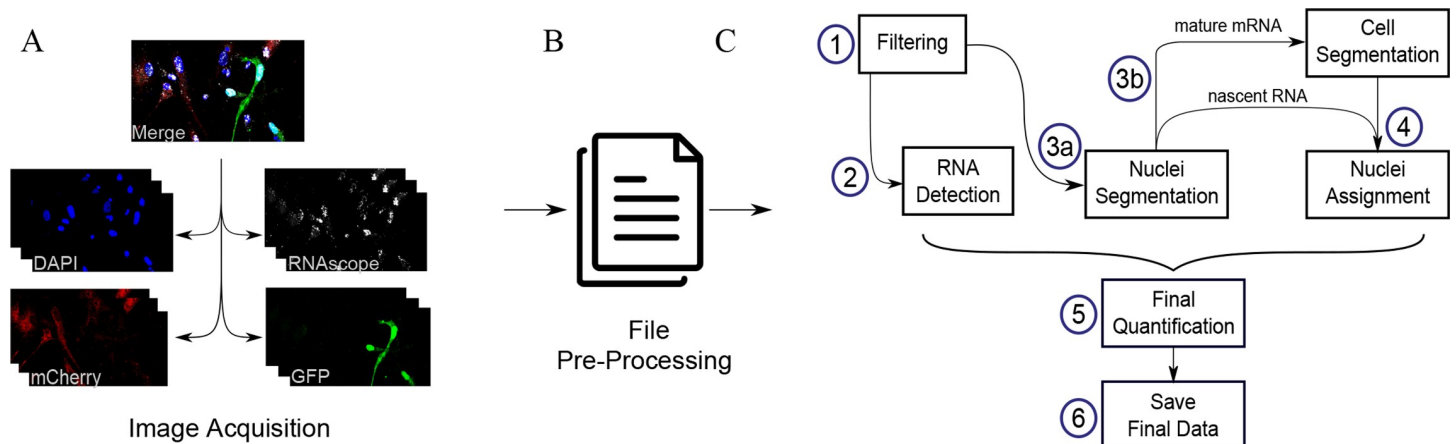 A
Merge
DAPI
RNAscope
mCherry
GFP
Image Acquisition
B
File
Pre-Processing
C
1
Filtering
2
RNA
Detection
3a
Nuclei
Segmentation
3b
mature mRNA
nascent RNA
Cell
Segmentation
4
Nuclei
Assignment
5
Final
Quantification
6
Save
Final Data